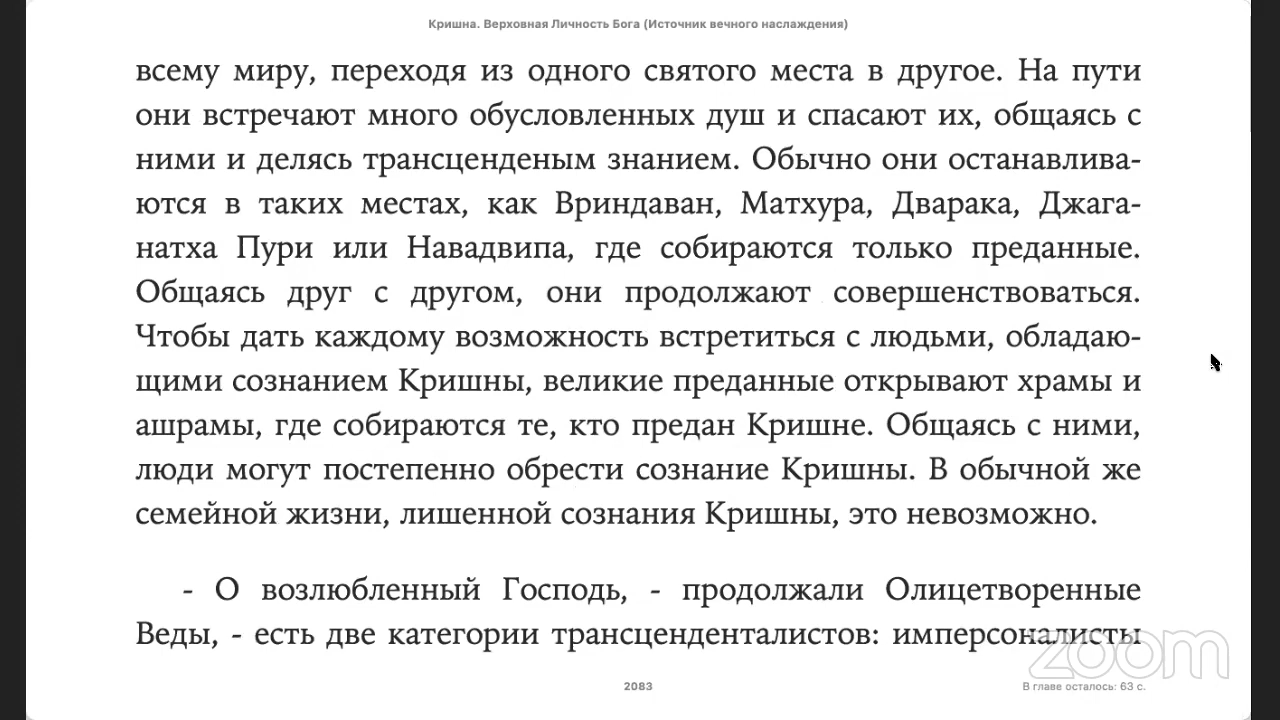 Кришна. Верховная Личность Бога (Источник вечного наслаждения)
всему миру, переходя из одного святого места в другое. На пути
они встречают много обусловленных душ и спасают их, общаясь с
ними и делясь трансценденым знанием. Обычно они останавлива-
ются в таких местах, как Вриндаван, Матхура, Дварака, Джага-
натха Пури или Навадвипа, где собираются только преданные.
Общаясь друг с другом, они продолжают совершенствоваться.
Чтобы дать каждому возможность встретиться с людьми, обладаю-
щими сознанием Кришны, великие преданные открывают храмы и
ашрамы, где собираются те, кто предан Кришне. Общаясь с ними,
люди могут постепенно обрести сознание Кришны. В обычной же
семейной жизни, лишенной сознания Кришны, это невозможно.
- О возлюбленный Господь, - продолжали Олицетворенные
Веды, - есть две категории трансценденталистов: имперсоналисты
zoom
2083
В главе осталось: 63 с.